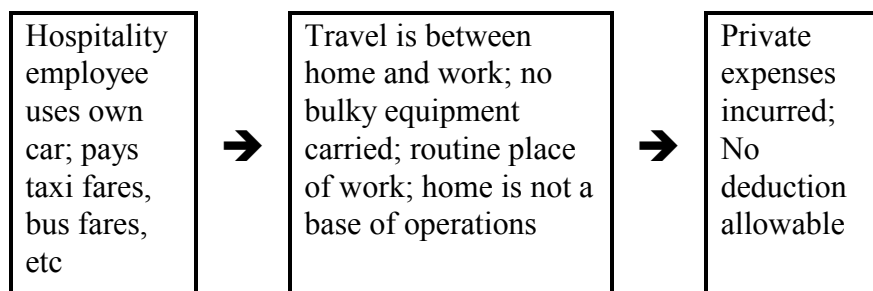 Hospitality
employee
uses own
car; pays
taxi fares,
bus fares,
etc
Travel is between
home and work; no
bulky equipment
carried; routine place
of work; home is not a
base of operations
Private
expenses
incurred;
No
deduction
allowable